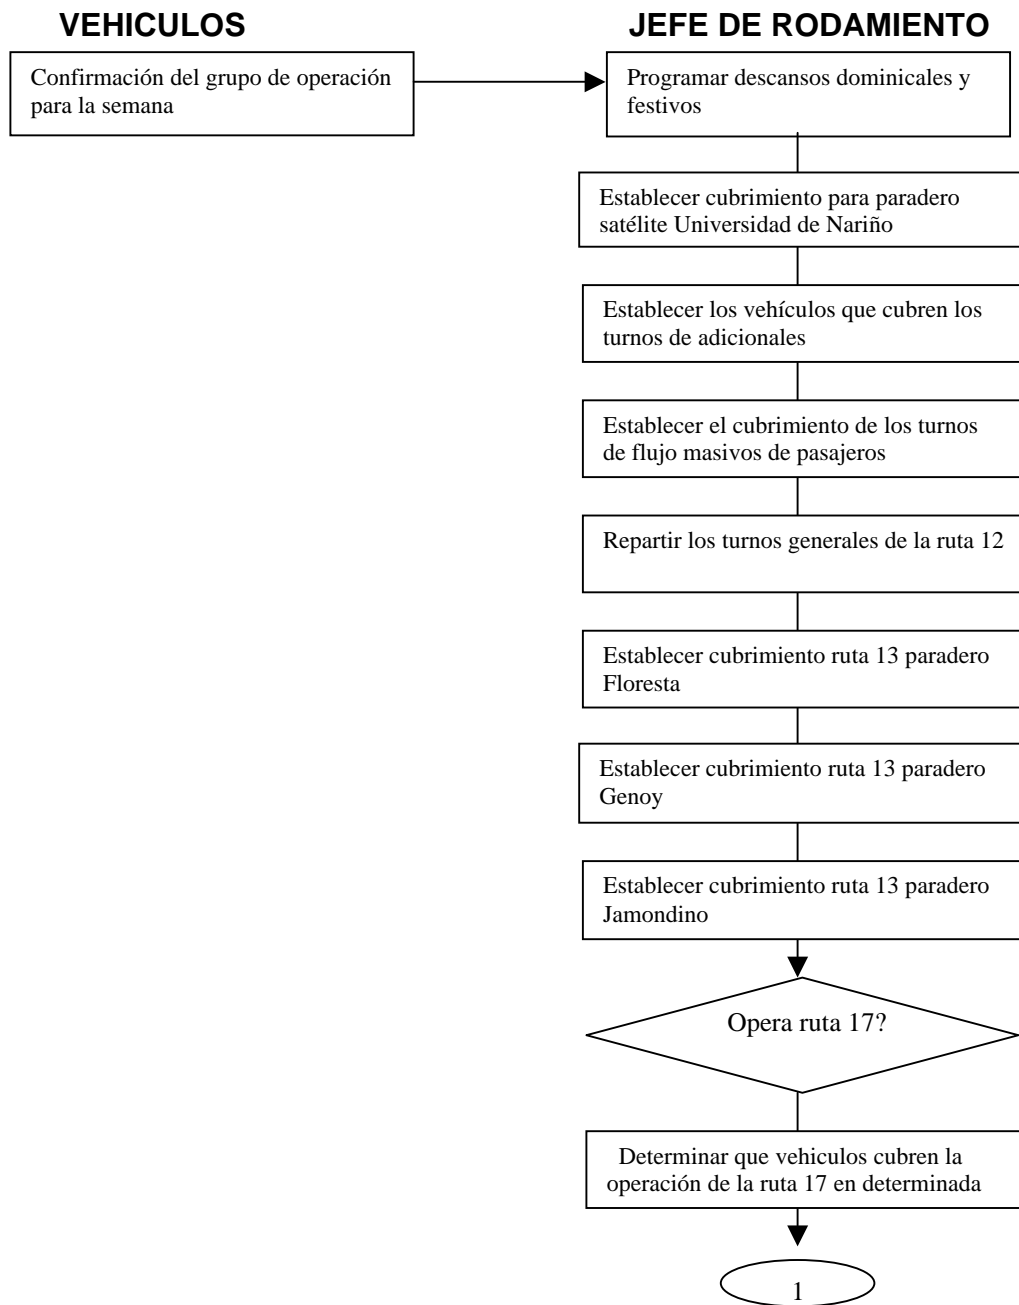 VEHICULOS
JEFE DE RODAMIENTO
Confirmación del grupo de operación
para la semana
Programar descansos dominicales y
festivos
Establecer cubrimiento para paradero
satélite Universidad de Nariño
Establecer los vehículos que cubren los
turnos de adicionales
Establecer el cubrimiento de los turnos
de flujo masivos de pasajeros
Repartir los turnos generales de la ruta 12
Establecer cubrimiento ruta 13 paradero
Floresta
Establecer cubrimiento ruta 13 paradero
Genoy
Establecer cubrimiento ruta 13 paradero
Jamondino
Opera ruta 17?
Determinar que vehiculos cubren la
operación de la ruta 17 en determinada
1